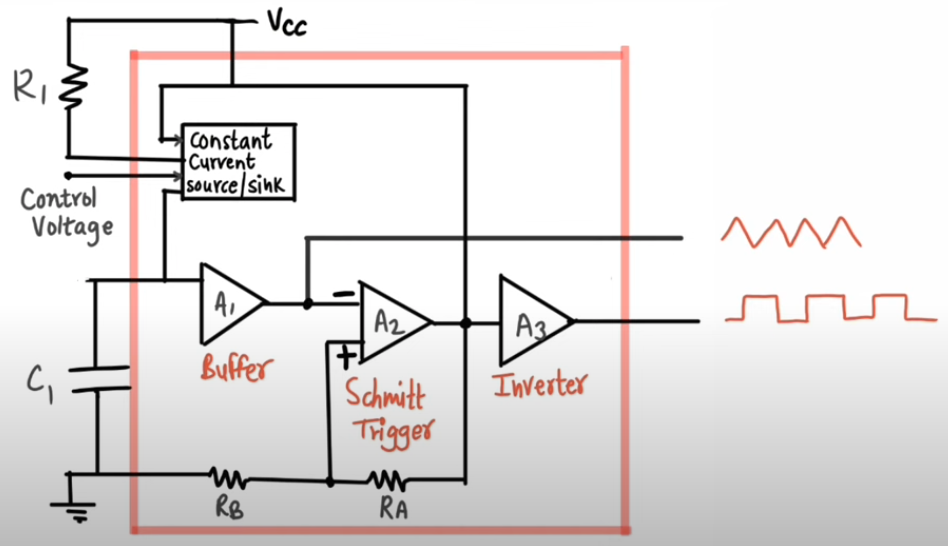 Vcc
R1
Constant
Current
source/sink
Control
Voltage
A1
Buffer
−
A2
+
Schmitt
Trigger
A3
Inverter
C1
RB
RA